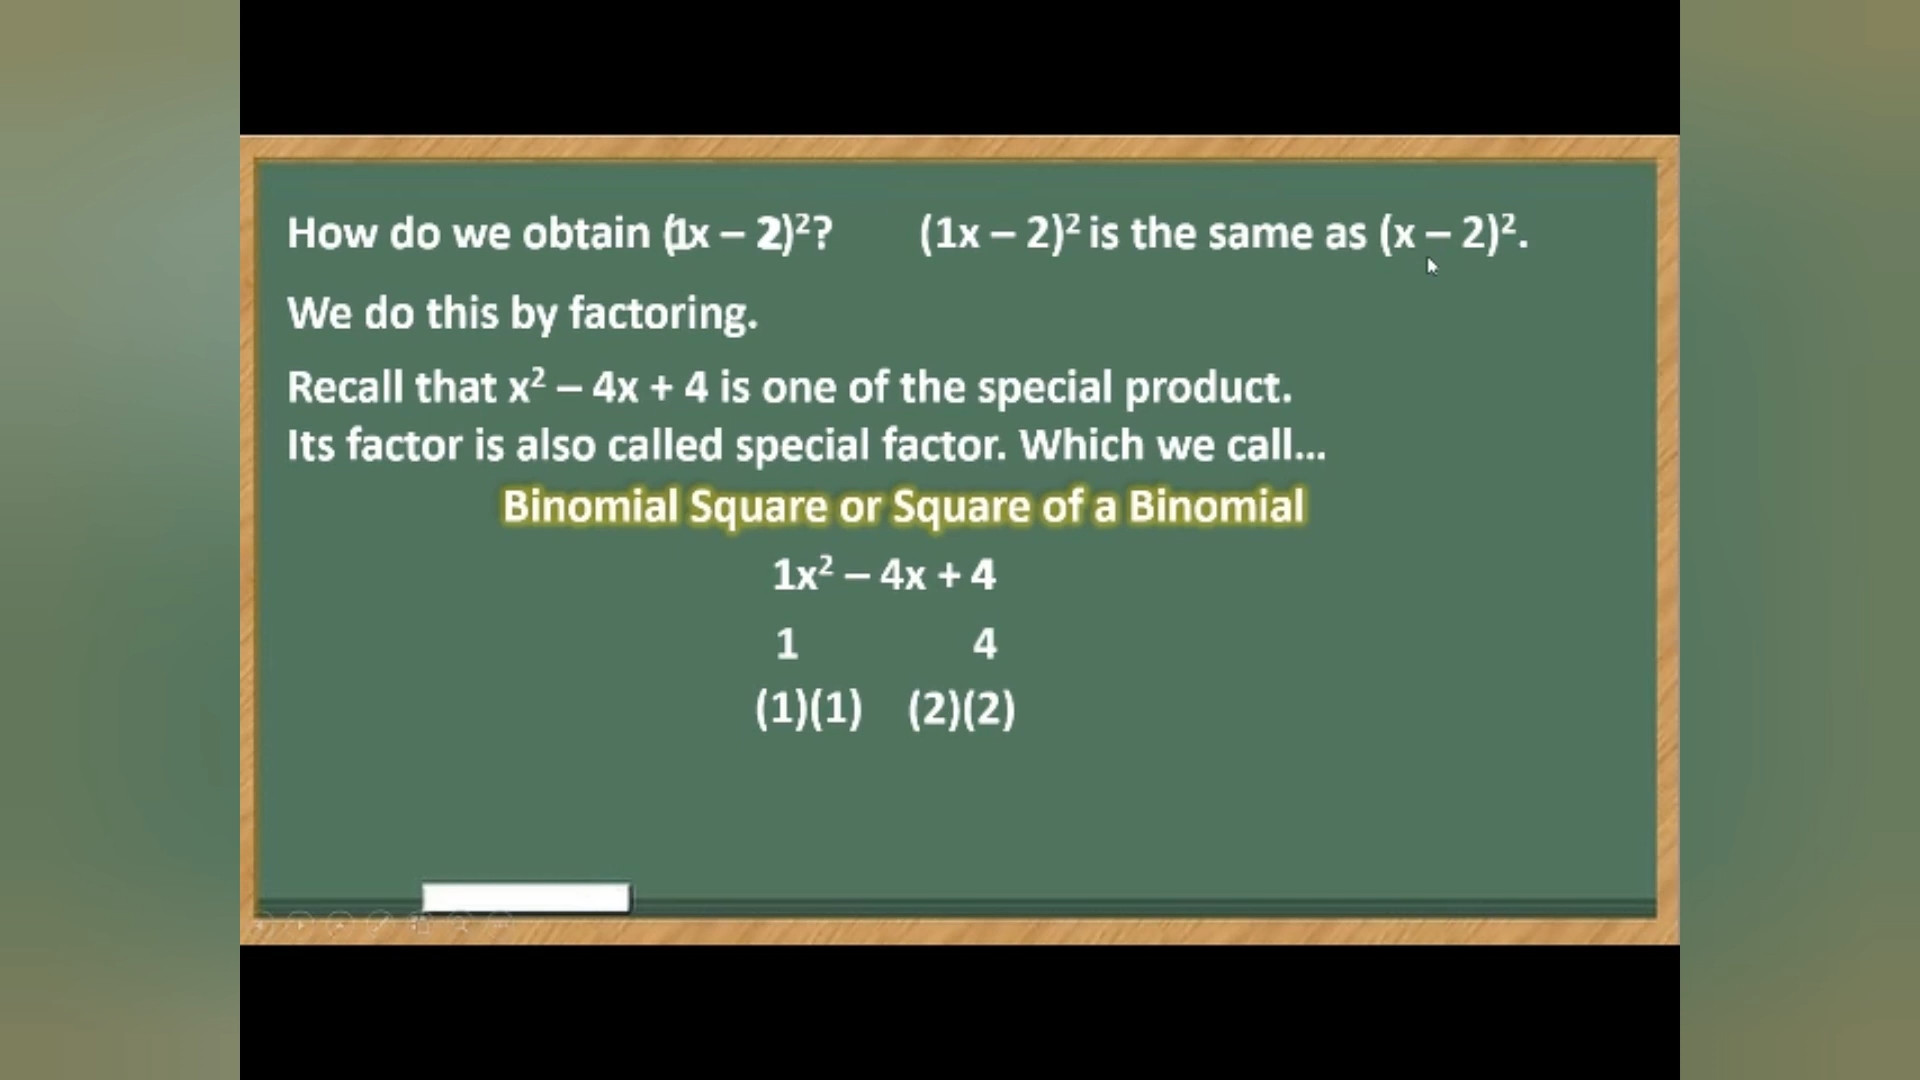 How do we obtain (1x – 2)²? (1x – 2)² is the same as (x – 2)².
We do this by factoring.
Recall that x² – 4x + 4 is one of the special product.
Its factor is also called special factor. Which we call...
Binomial Square or Square of a Binomial
1x² – 4x + 4
1 4
(1)(1) (2)(2)